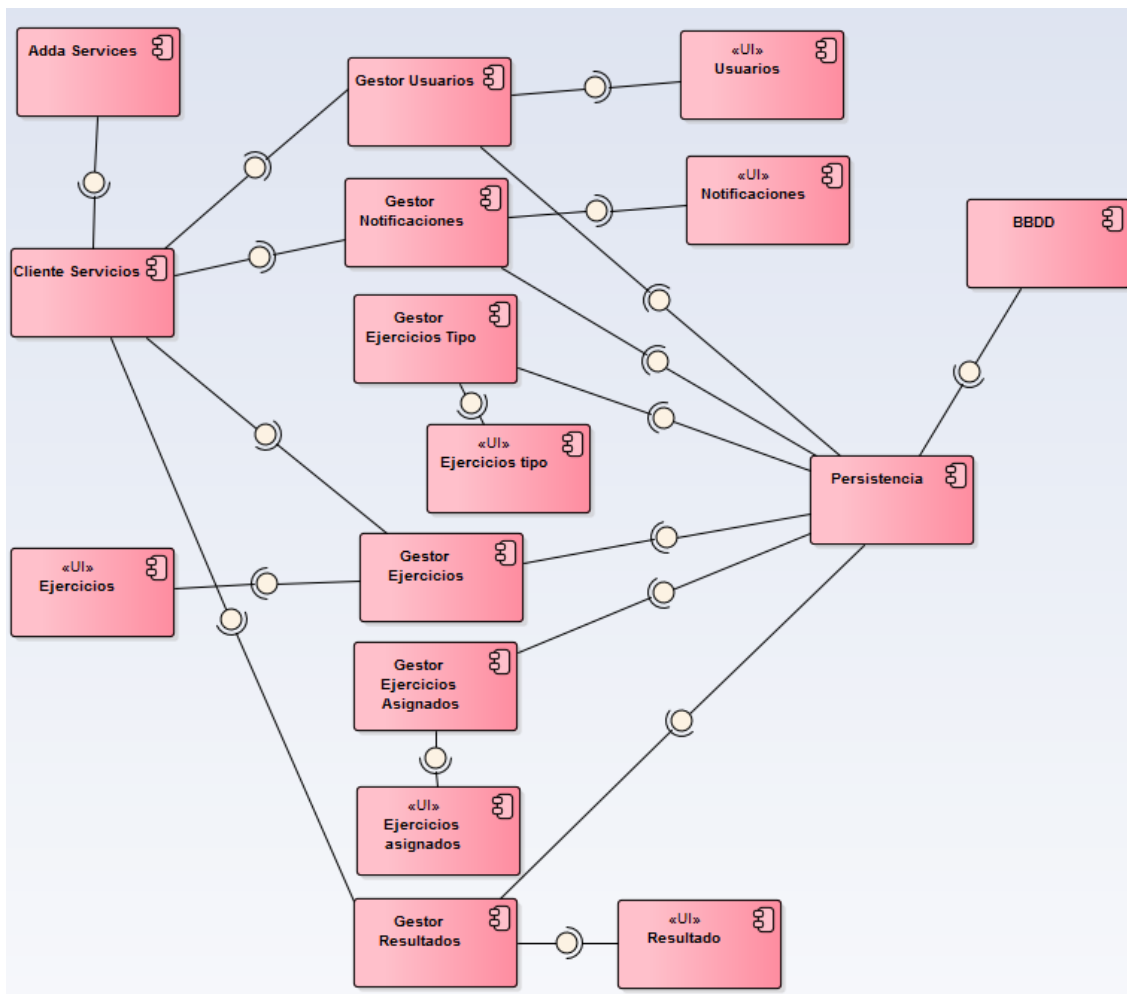 Adda Services
Gestor Usuarios
«UI»
Usuarios
Gestor
Notificaciones
«UI»
Notificaciones
BBDD
Cliente Servicios
Gestor
Ejercicios Tipo
«UI»
Ejercicios tipo
Persistencia
«UI»
Ejercicios
Gestor
Ejercicios
Gestor
Ejercicios
Asignados
«UI»
Ejercicios
asignados
Gestor
Resultados
«UI»
Resultado